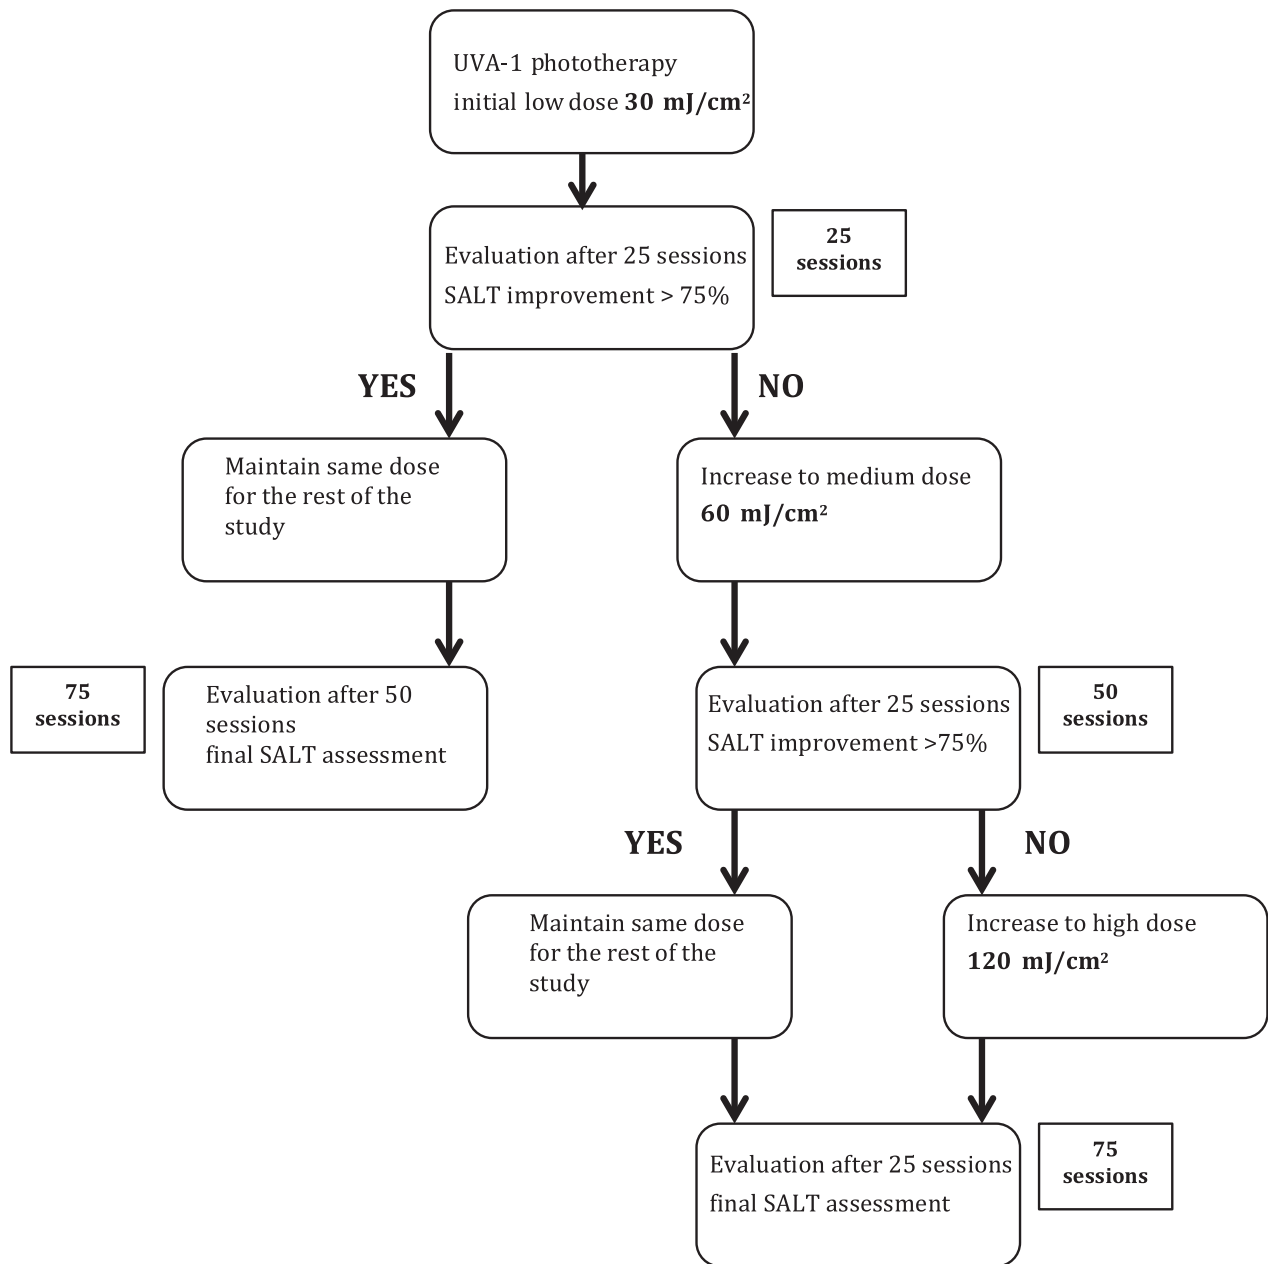 UVA-1 phototherapy
initial low dose 30 mJ/cm²
Evaluation after 25 sessions
SALT improvement > 75%
25
sessions
YES
NO
Maintain same dose
for the rest of the
study
Increase to medium dose
60 mJ/cm²
75
sessions
Evaluation after 50
sessions
final SALT assessment
Evaluation after 25 sessions
SALT improvement >75%
50
sessions
YES
NO
Maintain same dose
for the rest of the
study
Increase to high dose
120 mJ/cm²
Evaluation after 25 sessions
final SALT assessment
75
sessions